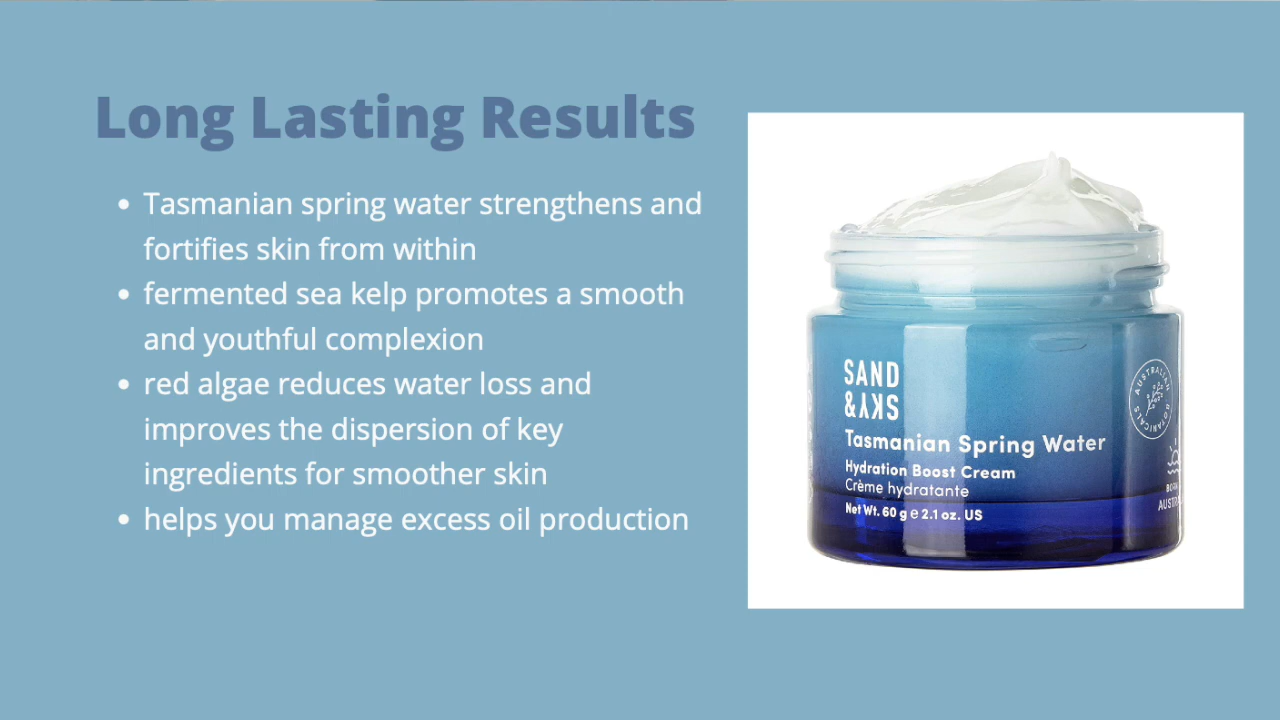 Long Lasting Results
• Tasmanian spring water strengthens and
fortifies skin from within
• fermented sea kelp promotes a smooth
and youthful complexion
• red algae reduces water loss and
improves the dispersion of key
ingredients for smoother skin
• helps you manage excess oil production
SAND
&SKY
Tasmanian Spring Water
Hydration Boost Cream
Crème hydratante
Net Wt. 60 g e 2.1 oz. US
AUSTRALIAN BOTANICALS